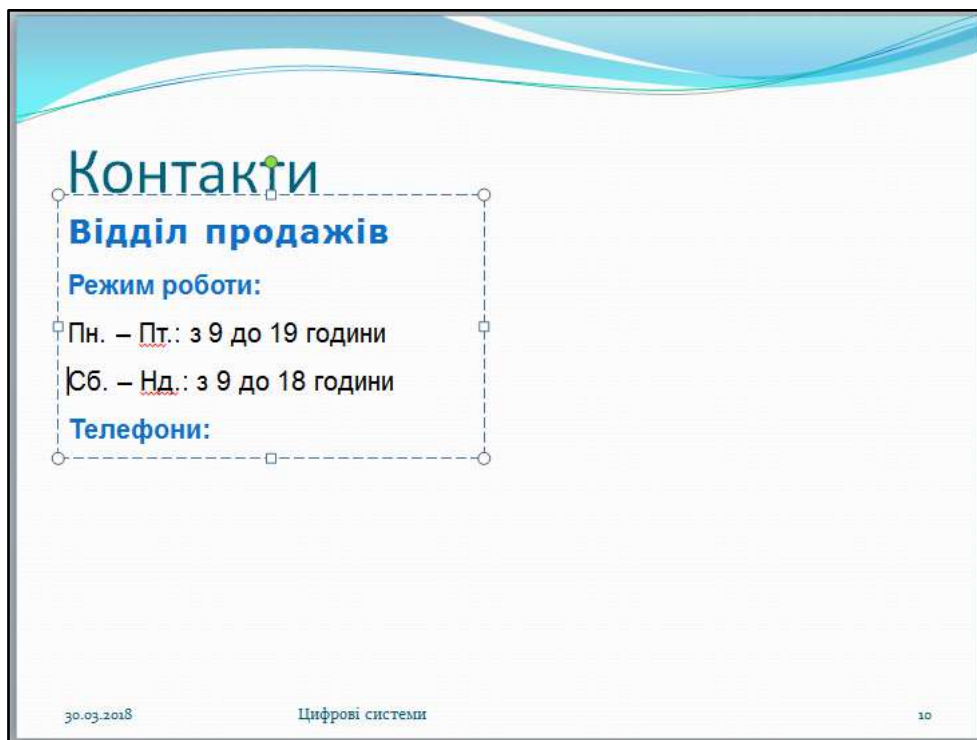 Контакти
Відділ продажів
Режим роботи:
Пн. – Пт.: з 9 до 19 години
Сб. – Нд.: з 9 до 18 години
Телефони:
30.03.2018 Цифрові системи 10